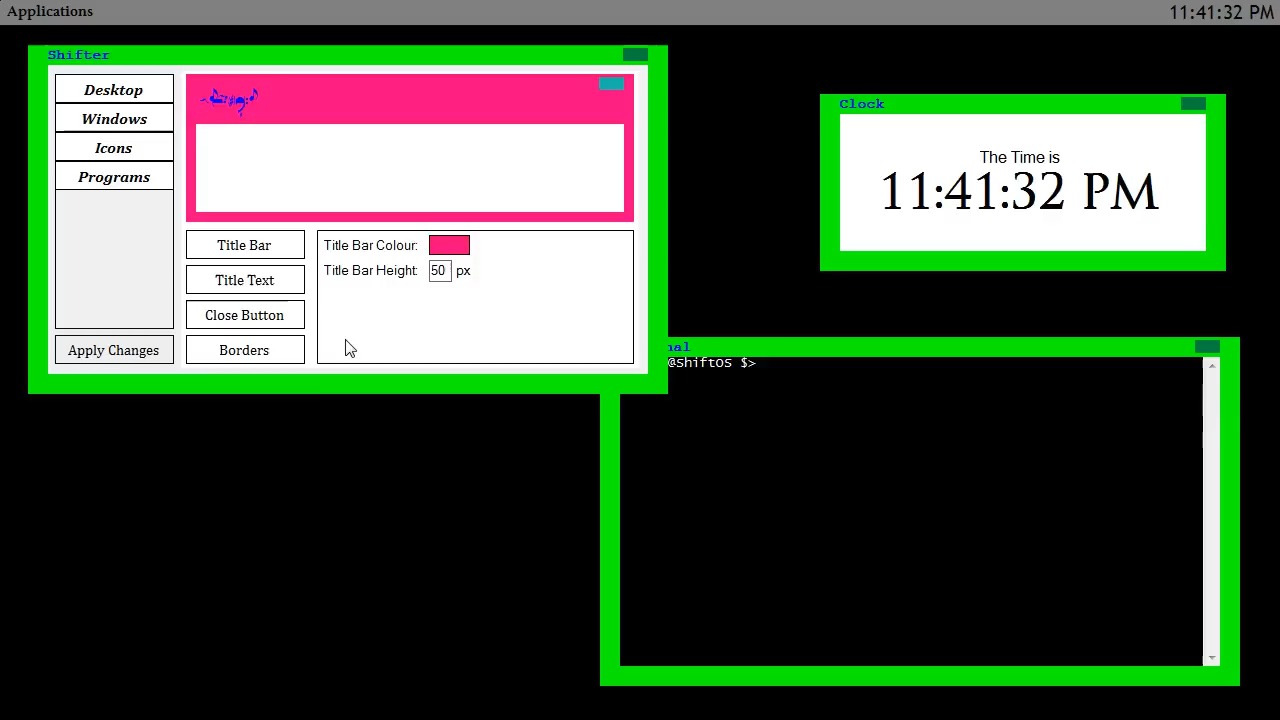 Applications
11:41:32 PM
Shifter
Desktop
Windows
Icons
Programs
Apply Changes
Title Bar
Title Text
Close Button
Borders
Title Bar Colour:
Title Bar Height: 50 px
Clock
The Time is
11:41:32 PM
@shiftOS $>